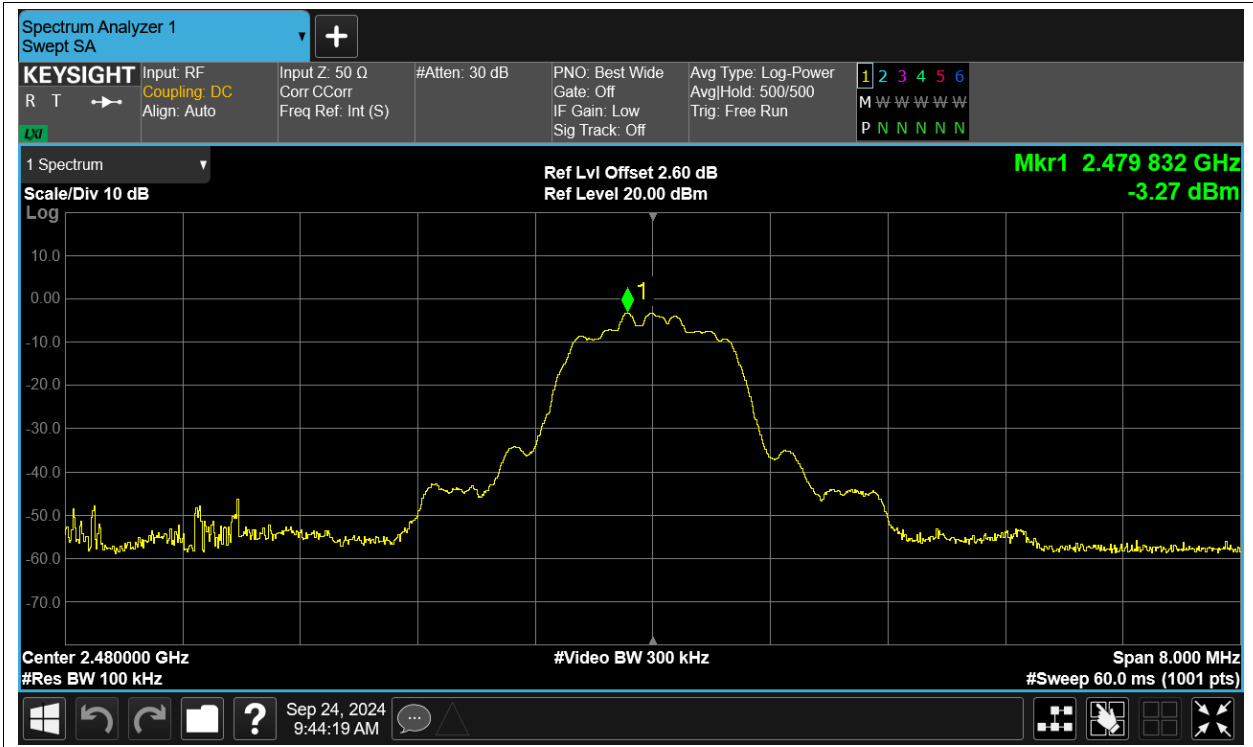 Spectrum Analyzer 1
Swept SA
KEYSIGHT
R T
LXI
Input: RF
Coupling: DC
Align: Auto
Input Z: 50 Ω
Corr CCorr
Freq Ref: Int (S)
#Atten: 30 dB
PNO: Best Wide
Gate: Off
IF Gain: Low
Sig Track: Off
Avg Type: Log-Power
Avg|Hold: 500/500
Trig: Free Run
1 2 3 4 5 6
M W W W W W
P N N N N N
1 Spectrum
Scale/Div 10 dB
Ref Lvl Offset 2.60 dB
Ref Level 20.00 dBm
Mkr1 2.479 832 GHz
-3.27 dBm
Log
10.0
0.00
-10.0
-20.0
-30.0
-40.0
-50.0
-60.0
-70.0
1
Center 2.480000 GHz
#Res BW 100 kHz
#Video BW 300 kHz
Span 8.000 MHz
#Sweep 60.0 ms (1001 pts)
?
Sep 24, 2024
9:44:19 AM